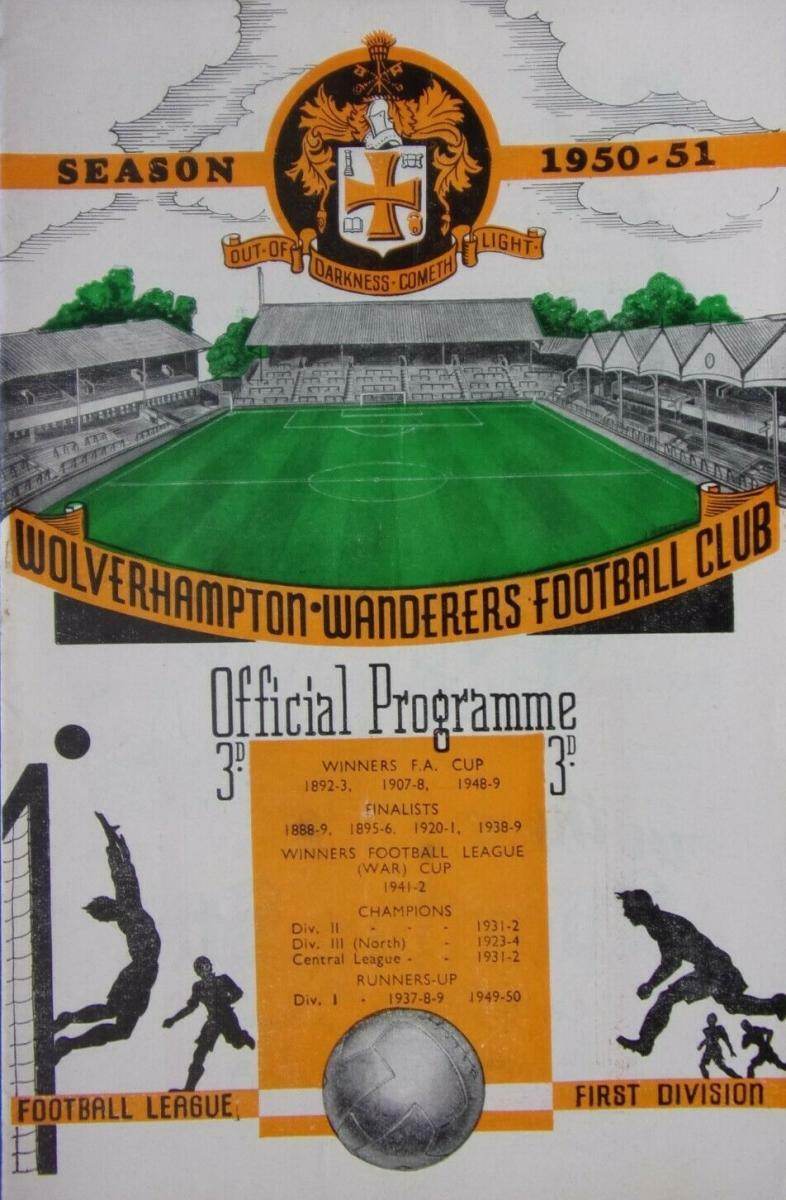 SEASON 1950-51
OUT·OF· DARKNESS·COMETH LIGHT·
WOLVERHAMPTON·WANDERERS FOOTBALL CLUB
Official Programme
3D. 3D.
WINNERS F.A. CUP
1892-3, 1907-8, 1948-9
FINALISTS
1888-9, 1895-6. 1920-1, 1938-9
WINNERS FOOTBALL LEAGUE
(WAR) CUP
1941-2
CHAMPIONS
Div. II - - - 1931-2
Div. III (North) - 1923-4
Central League - - 1931-2
RUNNERS-UP
Div. I - 1937-8-9 1949-50
FOOTBALL LEAGUE, FIRST DIVISION